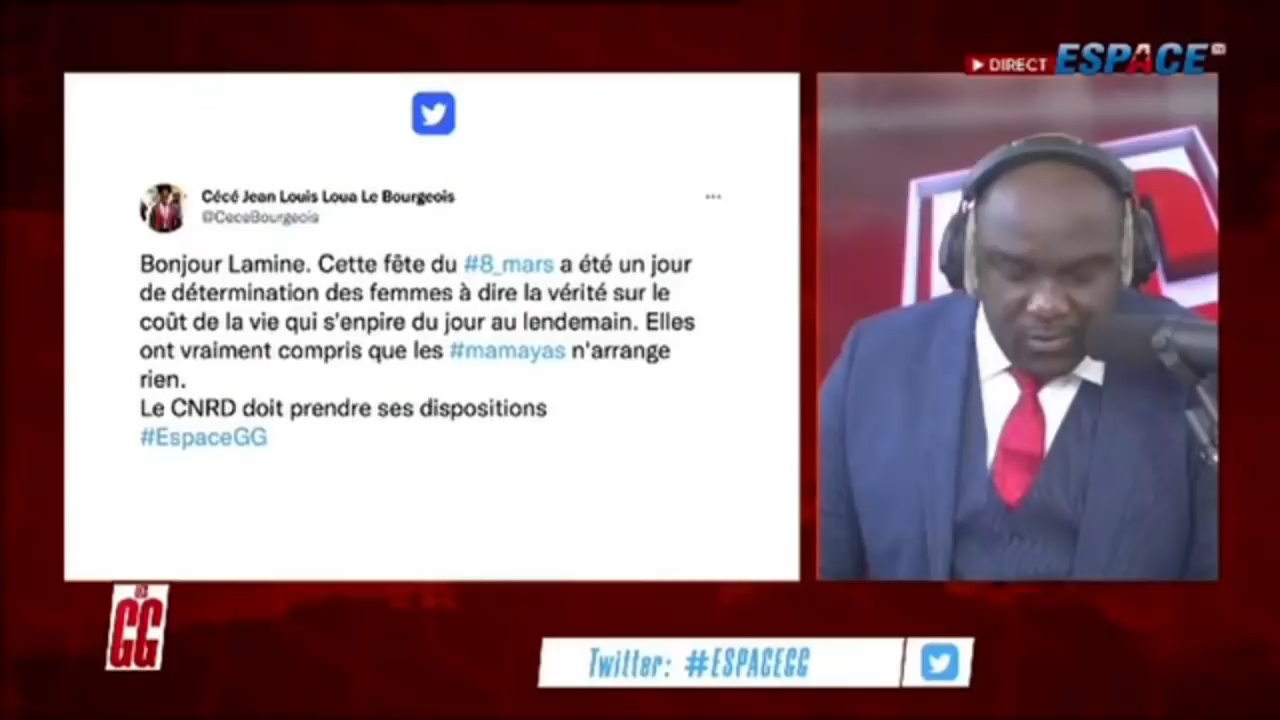 DIRECT ESPACE TV
Cécé Jean Louis Loua Le Bourgeois
@CeceBourgeois
Bonjour Lamine. Cette fête du #8_mars a été un jour
de détermination des femmes à dire la vérité sur le
coût de la vie qui s'enpire du jour au lendemain. Elles
ont vraiment compris que les #mamayas n'arrange
rien.
Le CNRD doit prendre ses dispositions
#EspaceGG
GG
Twitter: #ESPACEGG